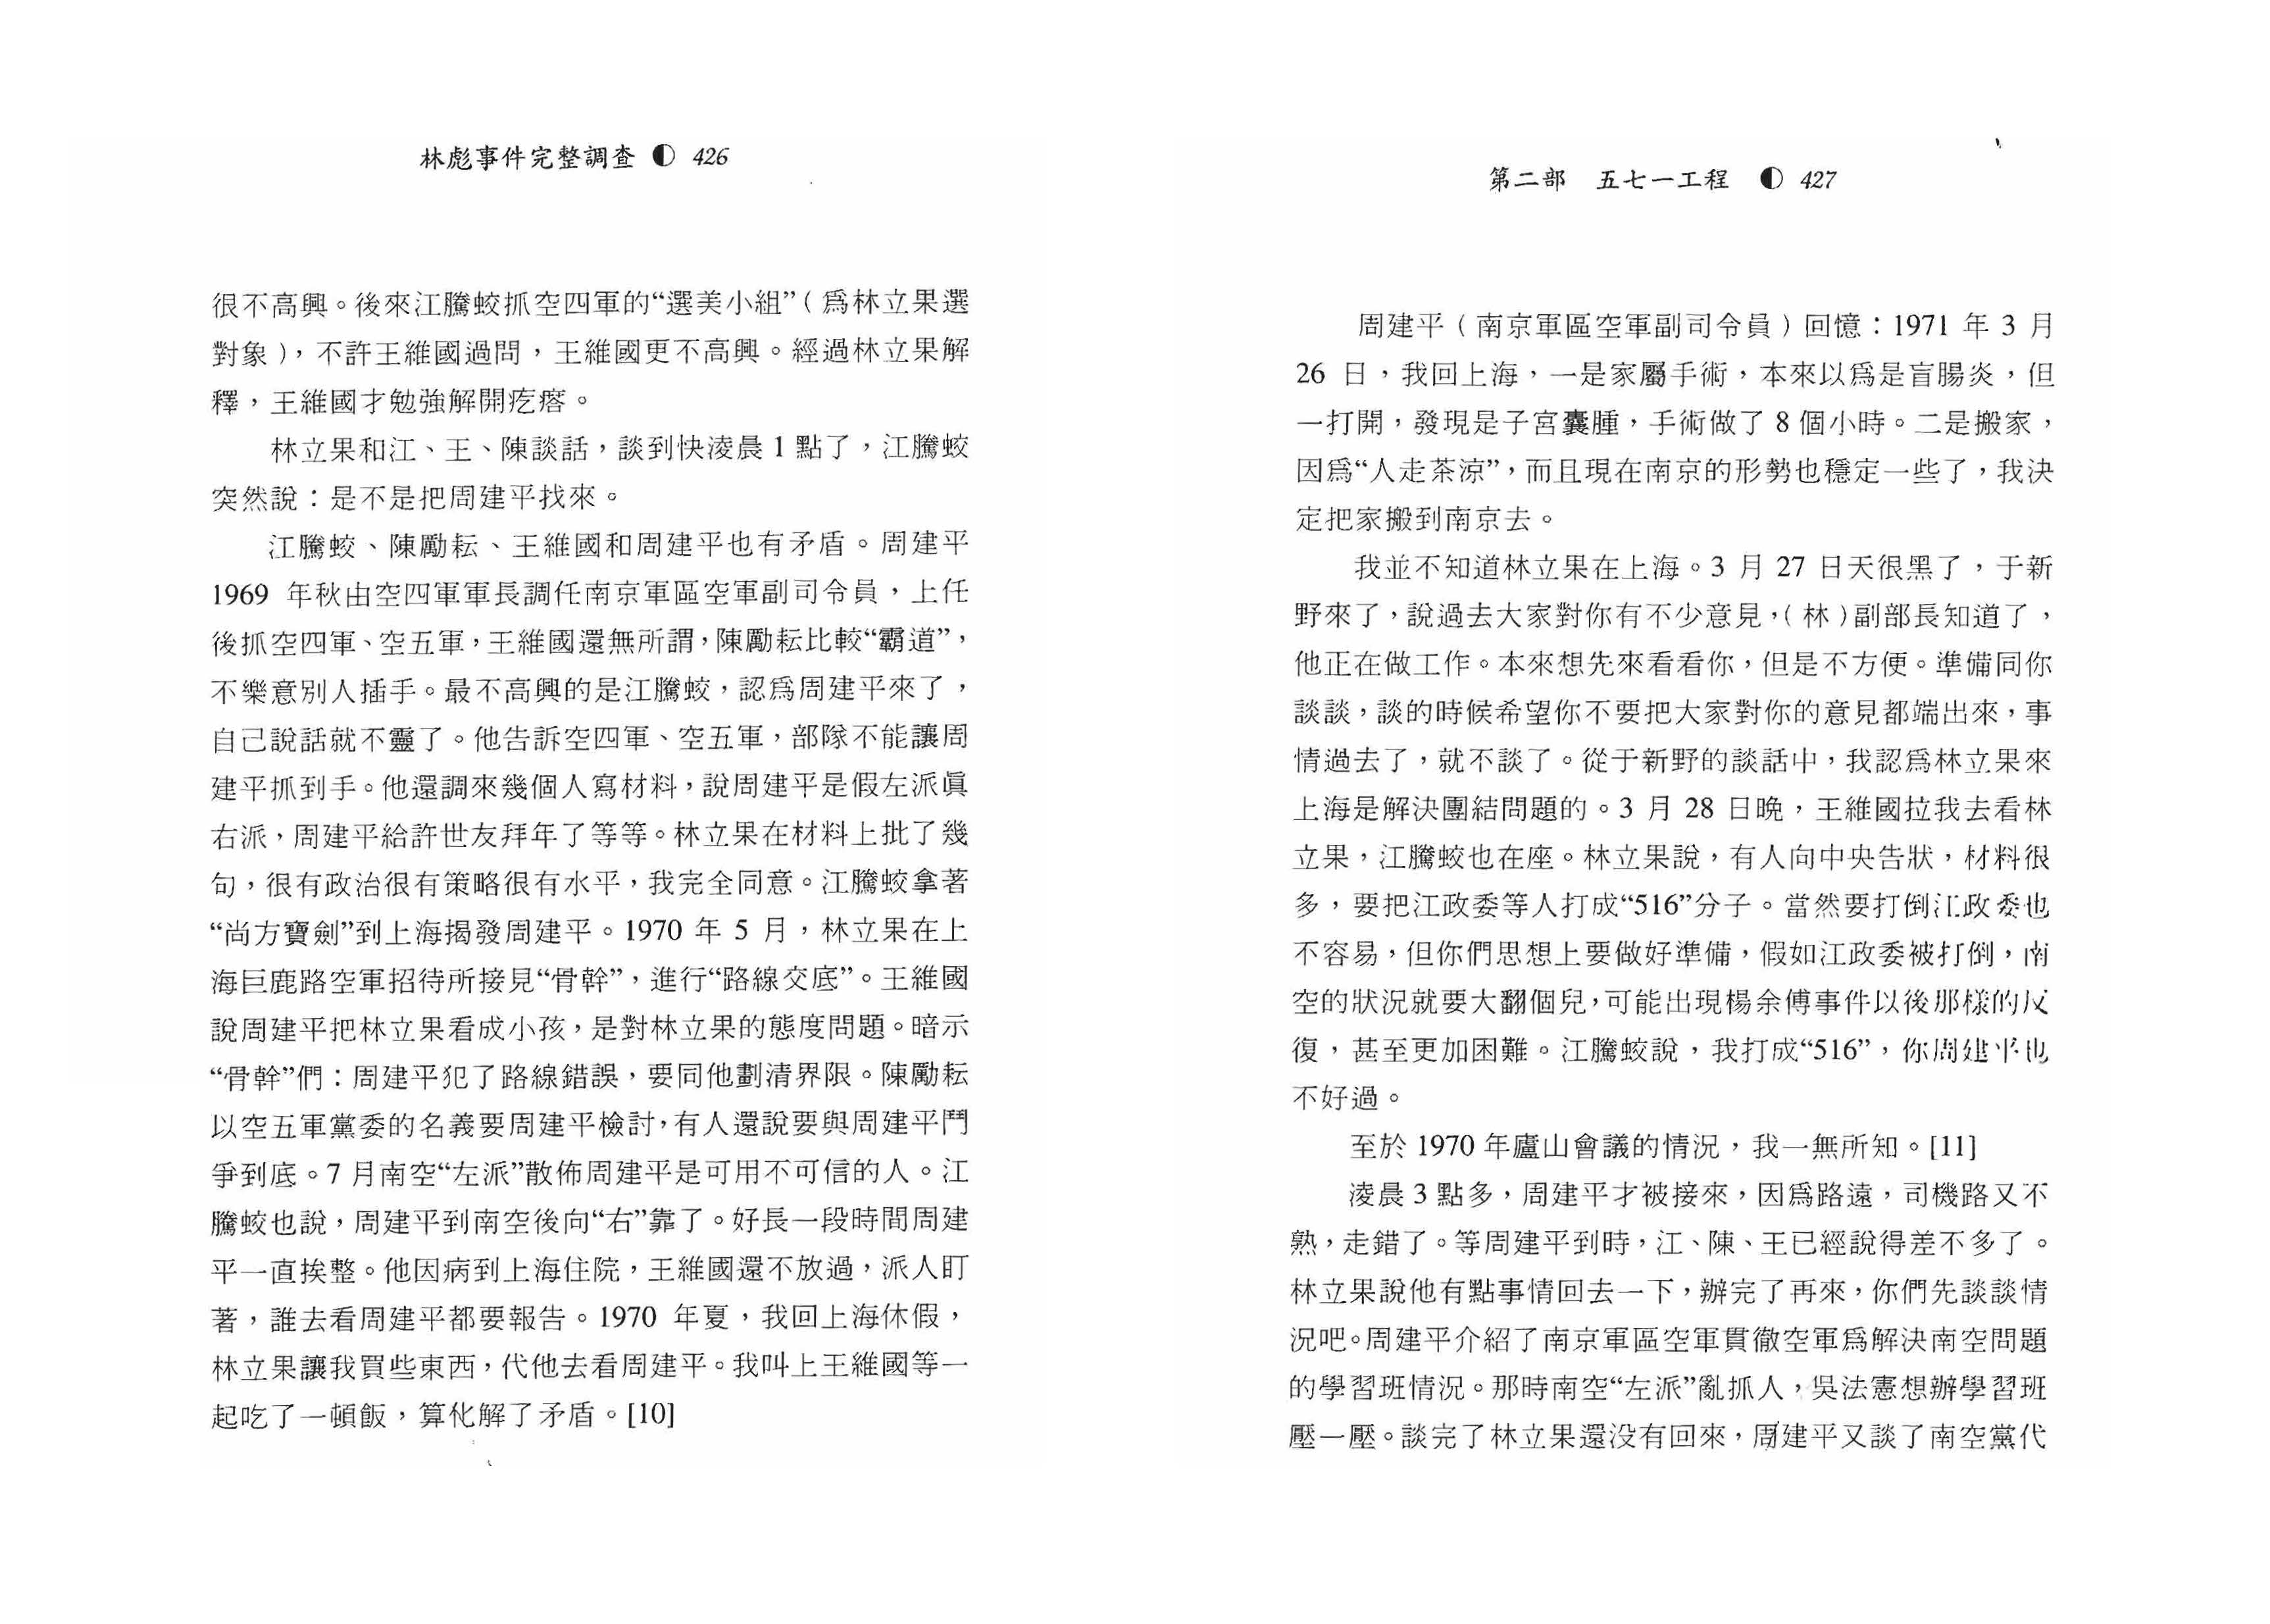 林彪事件完整調查 ◐ 426
很不高興。後來江騰蛟抓空四軍的“選美小組”（爲林立果選
對象），不許王維國過問，王維國更不高興。經過林立果解
釋，王維國才勉強解開疙瘩。
林立果和江、王、陳談話，談到快淩晨 1 點了，江騰蛟
突然說：是不是把周建平找來。
江騰蛟、陳勵耘、王維國和周建平也有矛盾。周建平
1969 年秋由空四軍軍長調任南京軍區空軍副司令員，上任
後抓空四軍、空五軍，王維國還無所謂，陳勵耘比較“霸道”，
不樂意別人插手。最不高興的是江騰蛟，認爲周建平來了，
自己說話就不靈了。他告訴空四軍、空五軍，部隊不能讓周
建平抓到手。他還調來幾個人寫材料，說周建平是假左派眞
右派，周建平給許世友拜年了等等。林立果在材料上批了幾
句，很有政治很有策略很有水平，我完全同意。江騰蛟拿著
“尚方寶劍”到上海揭發周建平。1970 年 5 月，林立果在上
海巨鹿路空軍招待所接見“骨幹”，進行“路線交底”。王維國
說周建平把林立果看成小孩，是對林立果的態度問題。暗示
“骨幹”們：周建平犯了路線錯誤，要同他劃清界限。陳勵耘
以空五軍黨委的名義要周建平檢討，有人還說要與周建平鬥
爭到底。7 月南空“左派”散佈周建平是可用不可信的人。江
騰蛟也說，周建平到南空後向“右”靠了。好長一段時間周建
平一直挨整。他因病到上海住院，王維國還不放過，派人盯
著，誰去看周建平都要報告。1970 年夏，我回上海休假，
林立果讓我買些東西，代他去看周建平。我叫上王維國等一
起吃了一頓飯，算化解了矛盾。[10]
第二部　五七一工程 ◐ 427
周建平（南京軍區空軍副司令員）回憶：1971 年 3 月
26 日，我回上海，一是家屬手術，本來以爲是盲腸炎，但
一打開，發現是子宮囊腫，手術做了 8 個小時。二是搬家，
因爲“人走茶涼”，而且現在南京的形勢也穩定一些了，我決
定把家搬到南京去。
我並不知道林立果在上海。3 月 27 日天很黑了，于新
野來了，說過去大家對你有不少意見，（林）副部長知道了，
他正在做工作。本來想先來看看你，但是不方便。準備同你
談談，談的時候希望你不要把大家對你的意見都端出來，事
情過去了，就不談了。從于新野的談話中，我認爲林立果來
上海是解決團結問題的。3 月 28 日晚，王維國拉我去看林
立果，江騰蛟也在座。林立果說，有人向中央告狀，材料很
多，要把江政委等人打成“516”分子。當然要打倒江政委也
不容易，但你們思想上要做好準備，假如江政委被打倒，南
空的狀況就要大翻個兒，可能出現楊余傅事件以後那樣的反
復，甚至更加困難。江騰蛟說，我打成“516”，你周建平也
不好過。
至於 1970 年廬山會議的情況，我一無所知。[11]
淩晨 3 點多，周建平才被接來，因爲路遠，司機路又不
熟，走錯了。等周建平到時，江、陳、王已經說得差不多了。
林立果說他有點事情回去一下，辦完了再來，你們先談談情
況吧。周建平介紹了南京軍區空軍貫徹空軍爲解決南空問題
的學習班情況。那時南空“左派”亂抓人，吳法憲想辦學習班
壓一壓。談完了林立果還没有回來，周建平又談了南空黨代